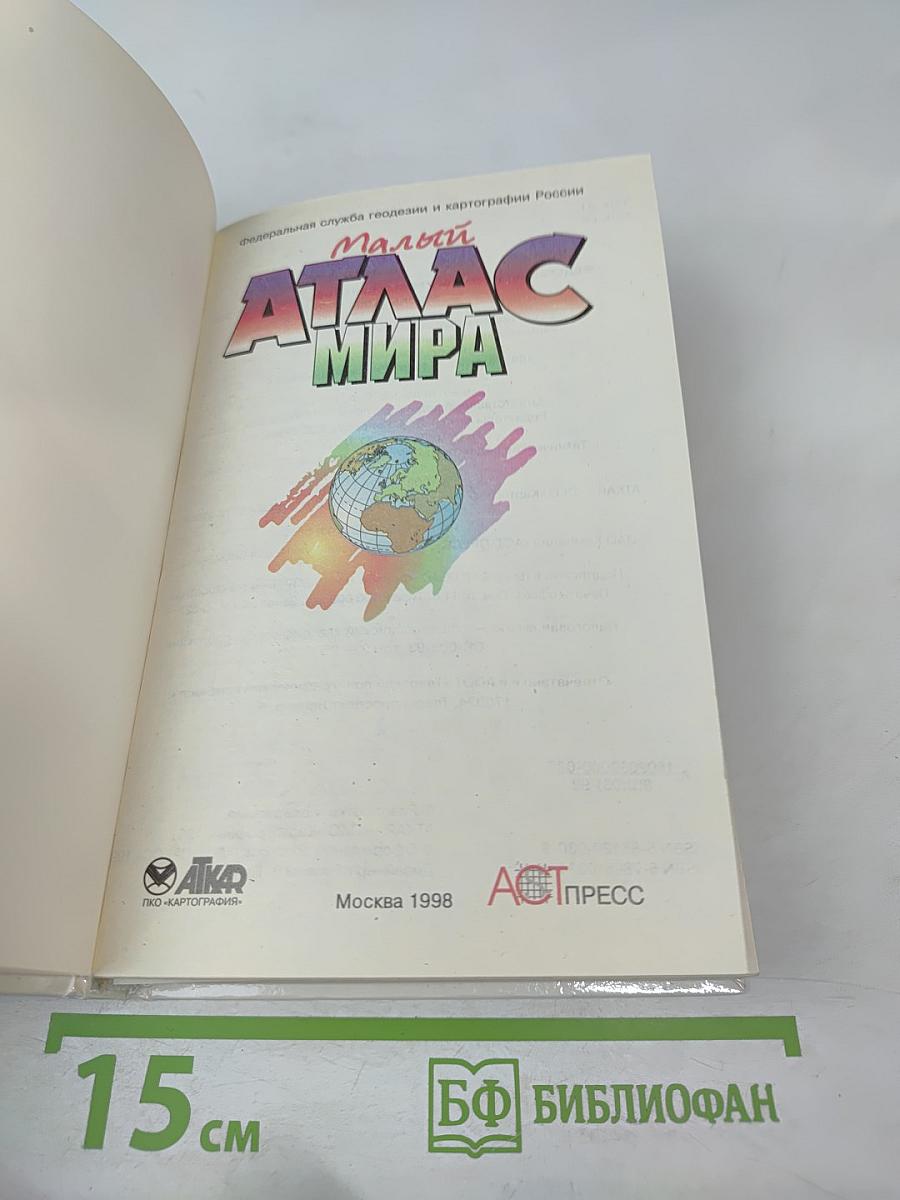 Федеральная служба геодезии и картографии России
Малый
АТЛАС
МИРА
АТКАР
ПКО «КАРТОГРАФИЯ»
Москва 1998
АСТ ПРЕСС
15 см
БФ БИБЛИОФАН